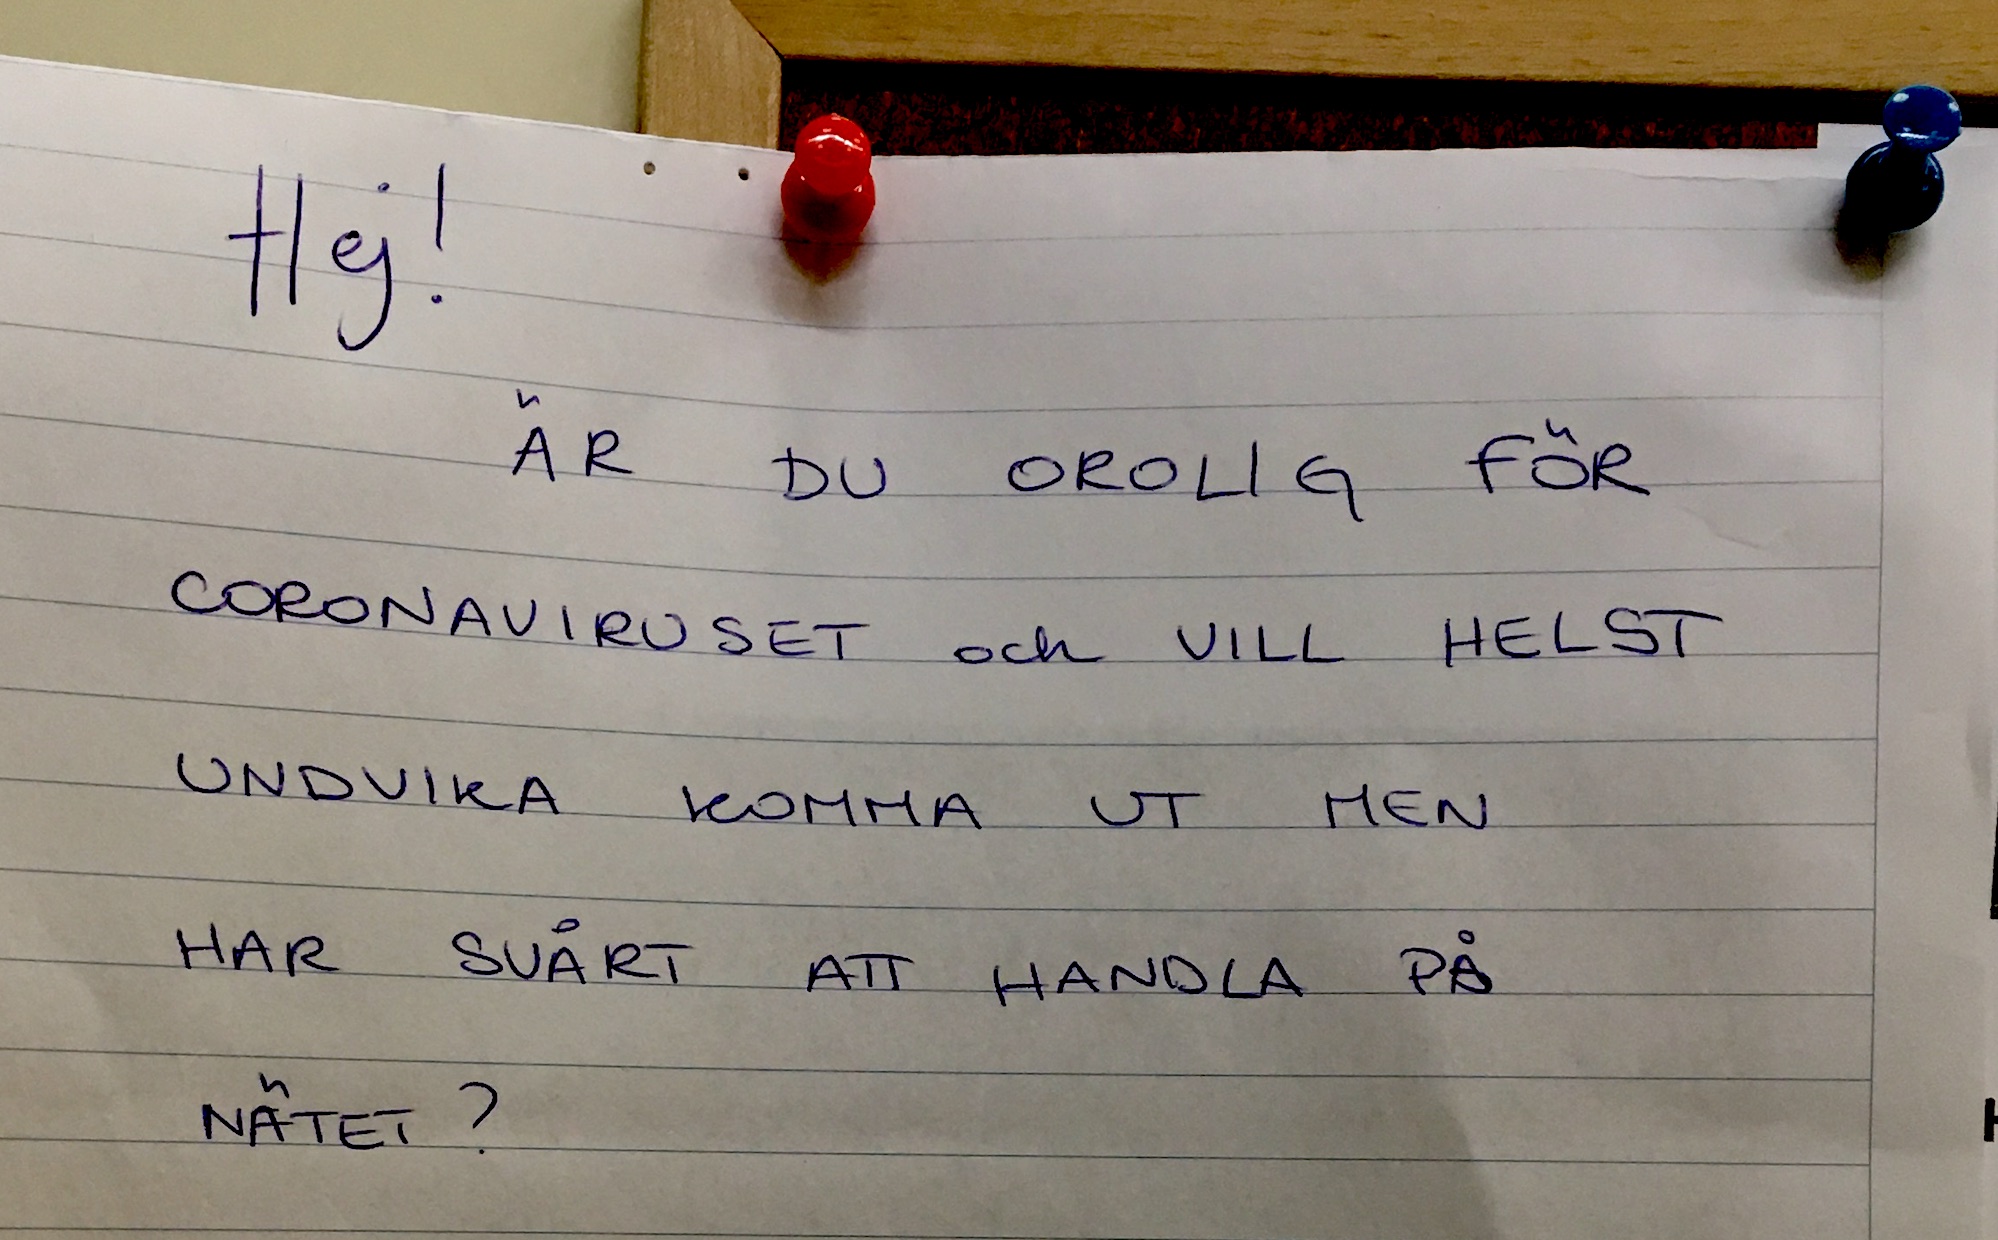 Hej!
ÄR DU OROLIG FÖR
CORONAVIRUSET och VILL HELST
UNDVIKA KOMMA UT MEN
HAR SVÅRT ATT HANDLA PÅ
NÄTET?